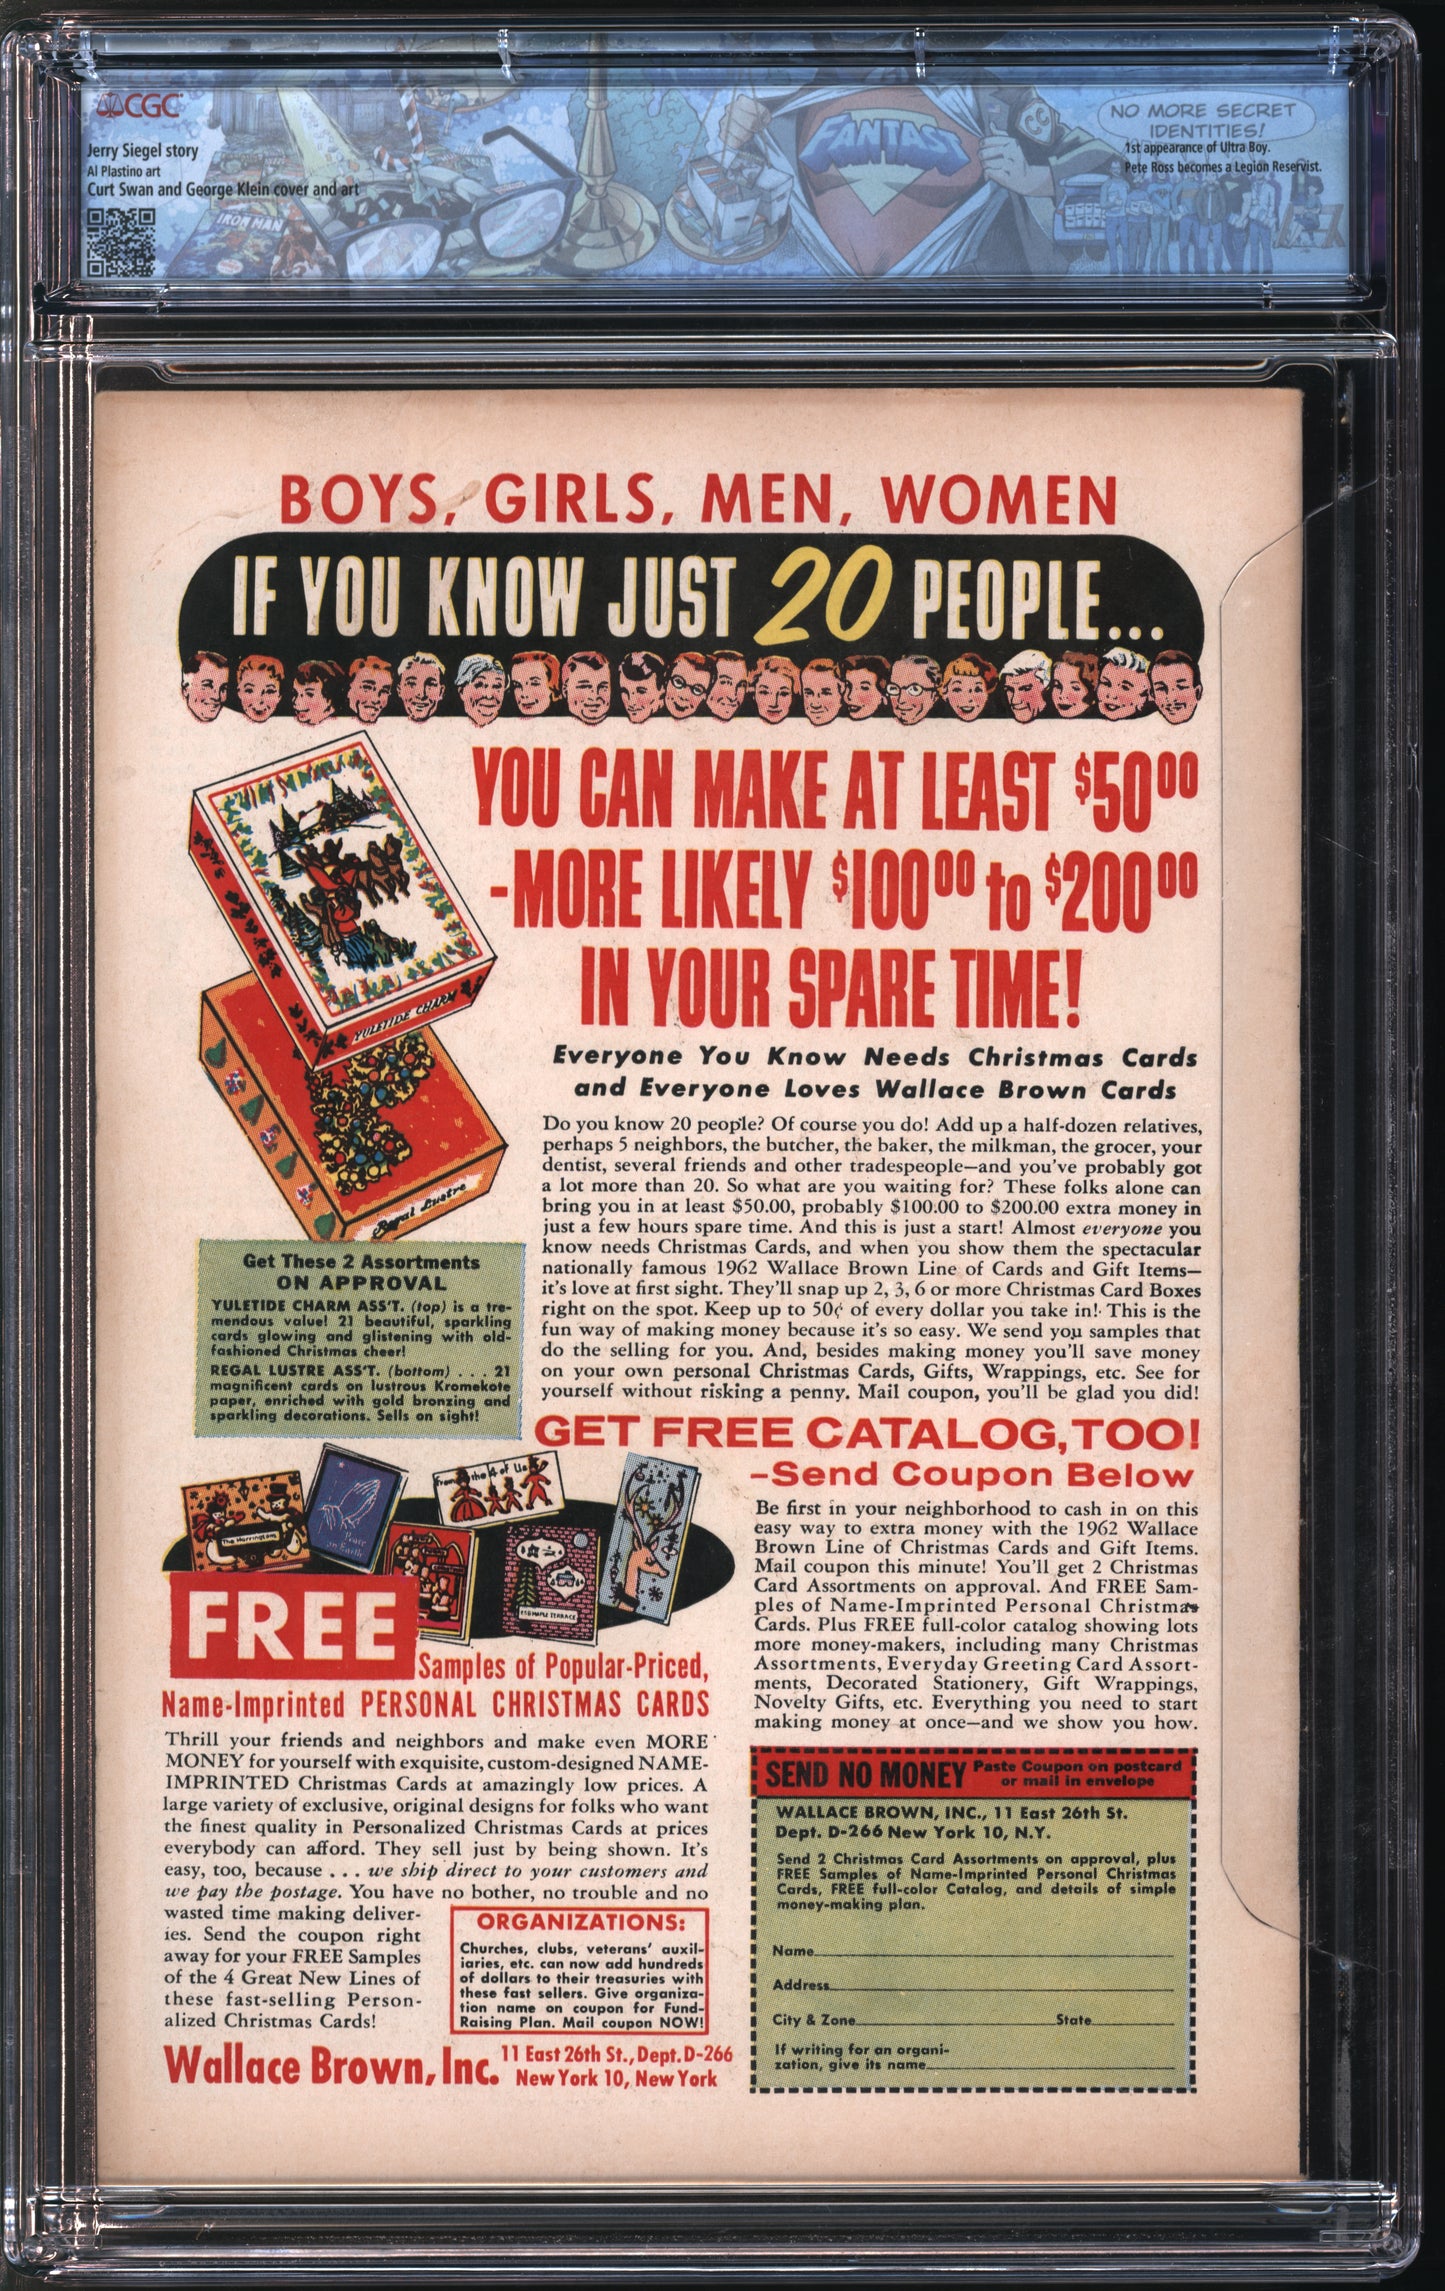 CGC
Jerry Siegel story
Al Plastino art
Curt Swan and George Klein cover and art
IRON MAN
FANTAST
CC
NO MORE SECRET
IDENTITIES!
1st appearance of Ultra Boy.
Pete Ross becomes a Legion Reservist.
BOYS, GIRLS, MEN, WOMEN
IF YOU KNOW JUST 20 PEOPLE...
YOU CAN MAKE AT LEAST $50.00
-MORE LIKELY $100.00 to $200.00
IN YOUR SPARE TIME!
YULETIDE CHARM
Regal Lustre
Everyone You Know Needs Christmas Cards
and Everyone Loves Wallace Brown Cards
Do you know 20 people? Of course you do! Add up a half-dozen relatives,
perhaps 5 neighbors, the butcher, the baker, the milkman, the grocer, your
dentist, several friends and other tradespeople—and you've probably got
a lot more than 20. So what are you waiting for? These folks alone can
bring you in at least $50.00, probably $100.00 to $200.00 extra money in
just a few hours spare time. And this is just a start! Almost everyone you
know needs Christmas Cards, and when you show them the spectacular
nationally famous 1962 Wallace Brown Line of Cards and Gift Items—
it's love at first sight. They'll snap up 2, 3, 6 or more Christmas Card Boxes
right on the spot. Keep up to 50¢ of every dollar you take in! This is the
fun way of making money because it's so easy. We send you samples that
do the selling for you. And, besides making money you'll save money
on your own personal Christmas Cards, Gifts, Wrappings, etc. See for
yourself without risking a penny. Mail coupon, you'll be glad you did!
Get These 2 Assortments
ON APPROVAL
YULETIDE CHARM ASS'T. (top) is a tre-
mendous value! 21 beautiful, sparkling
cards glowing and glistening with old-
fashioned Christmas cheer!
REGAL LUSTRE ASS'T. (bottom) . . . 21
magnificent cards on lustrous Kromekote
paper, enriched with gold bronzing and
sparkling decorations. Sells on sight!
GET FREE CATALOG, TOO!
—Send Coupon Below
Be first in your neighborhood to cash in on this
easy way to extra money with the 1962 Wallace
Brown Line of Christmas Cards and Gift Items.
Mail coupon this minute! You'll get 2 Christmas
Card Assortments on approval. And FREE Sam-
ples of Name-Imprinted Personal Christmas
Cards. Plus FREE full-color catalog showing lots
more money-makers, including many Christmas
Assortments, Everyday Greeting Card Assort-
ments, Decorated Stationery, Gift Wrappings,
Novelty Gifts, etc. Everything you need to start
making money at once—and we show you how.
The Harringtons
Peace on Earth
From the 4 of Us
FREE
Samples of Popular-Priced,
Name-Imprinted PERSONAL CHRISTMAS CARDS
Thrill your friends and neighbors and make even MORE
MONEY for yourself with exquisite, custom-designed NAME-
IMPRINTED Christmas Cards at amazingly low prices. A
large variety of exclusive, original designs for folks who want
the finest quality in Personalized Christmas Cards at prices
everybody can afford. They sell just by being shown. It's
easy, too, because . . . we ship direct to your customers and
we pay the postage. You have no bother, no trouble and no
wasted time making deliver-
ies. Send the coupon right
away for your FREE Samples
of the 4 Great New Lines of
these fast-selling Person-
alized Christmas Cards!
ORGANIZATIONS:
Churches, clubs, veterans' auxil-
iaries, etc. can now add hundreds
of dollars to their treasuries with
these fast sellers. Give organiza-
tion name on coupon for Fund-
Raising Plan. Mail coupon NOW!
Wallace Brown, Inc. 11 East 26th St., Dept. D-266
New York 10, New York
SEND NO MONEY Paste Coupon on postcard
or mail in envelope
WALLACE BROWN, INC., 11 East 26th St.
Dept. D-266 New York 10, N.Y.
Send 2 Christmas Card Assortments on approval, plus
FREE Samples of Name-Imprinted Personal Christmas
Cards, FREE full-color Catalog, and details of simple
money-making plan.
Name
Address
City & Zone State
If writing for an organi-
zation, give its name